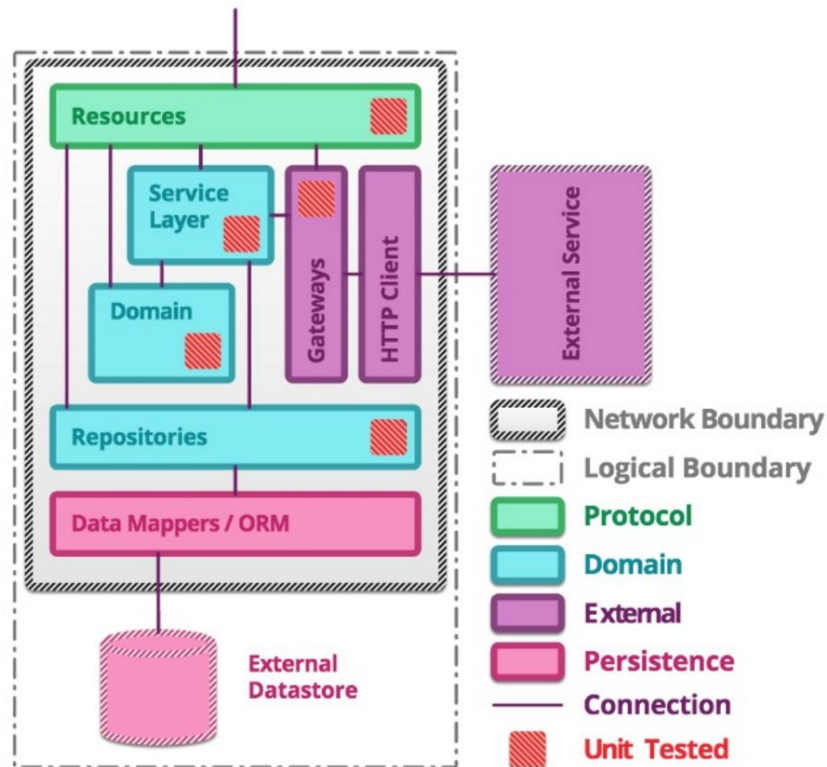 Resources
Service
Layer
Domain
Gateways
HTTP Client
External Service
Repositories
Data Mappers / ORM
External
Datastore
Network Boundary
Logical Boundary
Protocol
Domain
External
Persistence
Connection
Unit Tested